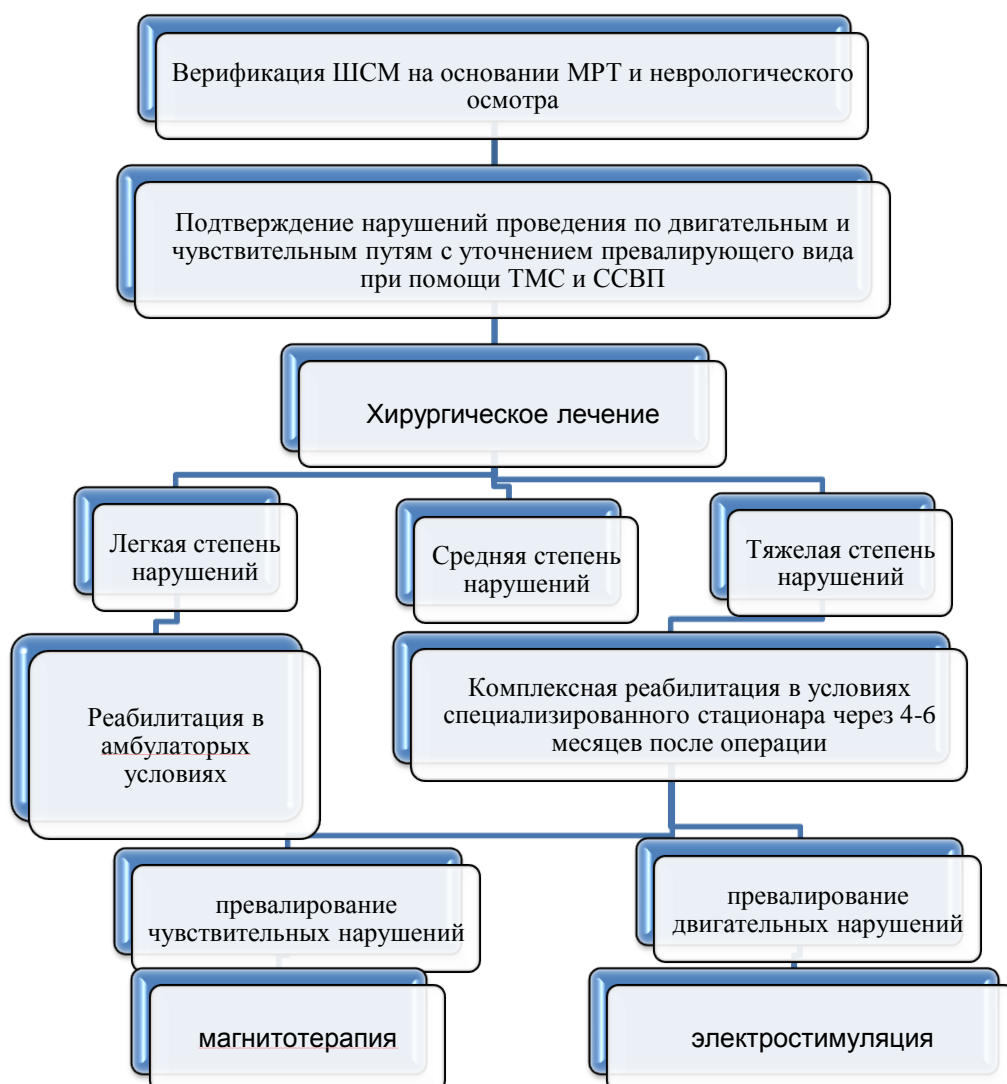 Верификация ШСМ на основании МРТ и неврологического
осмотра
Подтверждение нарушений проведения по двигательным и
чувствительным путям с уточнением превалирующего вида
при помощи ТМС и ССВП
Хирургическое лечение
Легкая степень
нарушений
Средняя степень
нарушений
Тяжелая степень
нарушений
Реабилитация в
амбулаторых
условиях
Комплексная реабилитация в условиях
специализированного стационара через 4-6
месяцев после операции
превалирование
чувствительных нарушений
превалирование
двигательных нарушений
магнитотерапия
электростимуляция